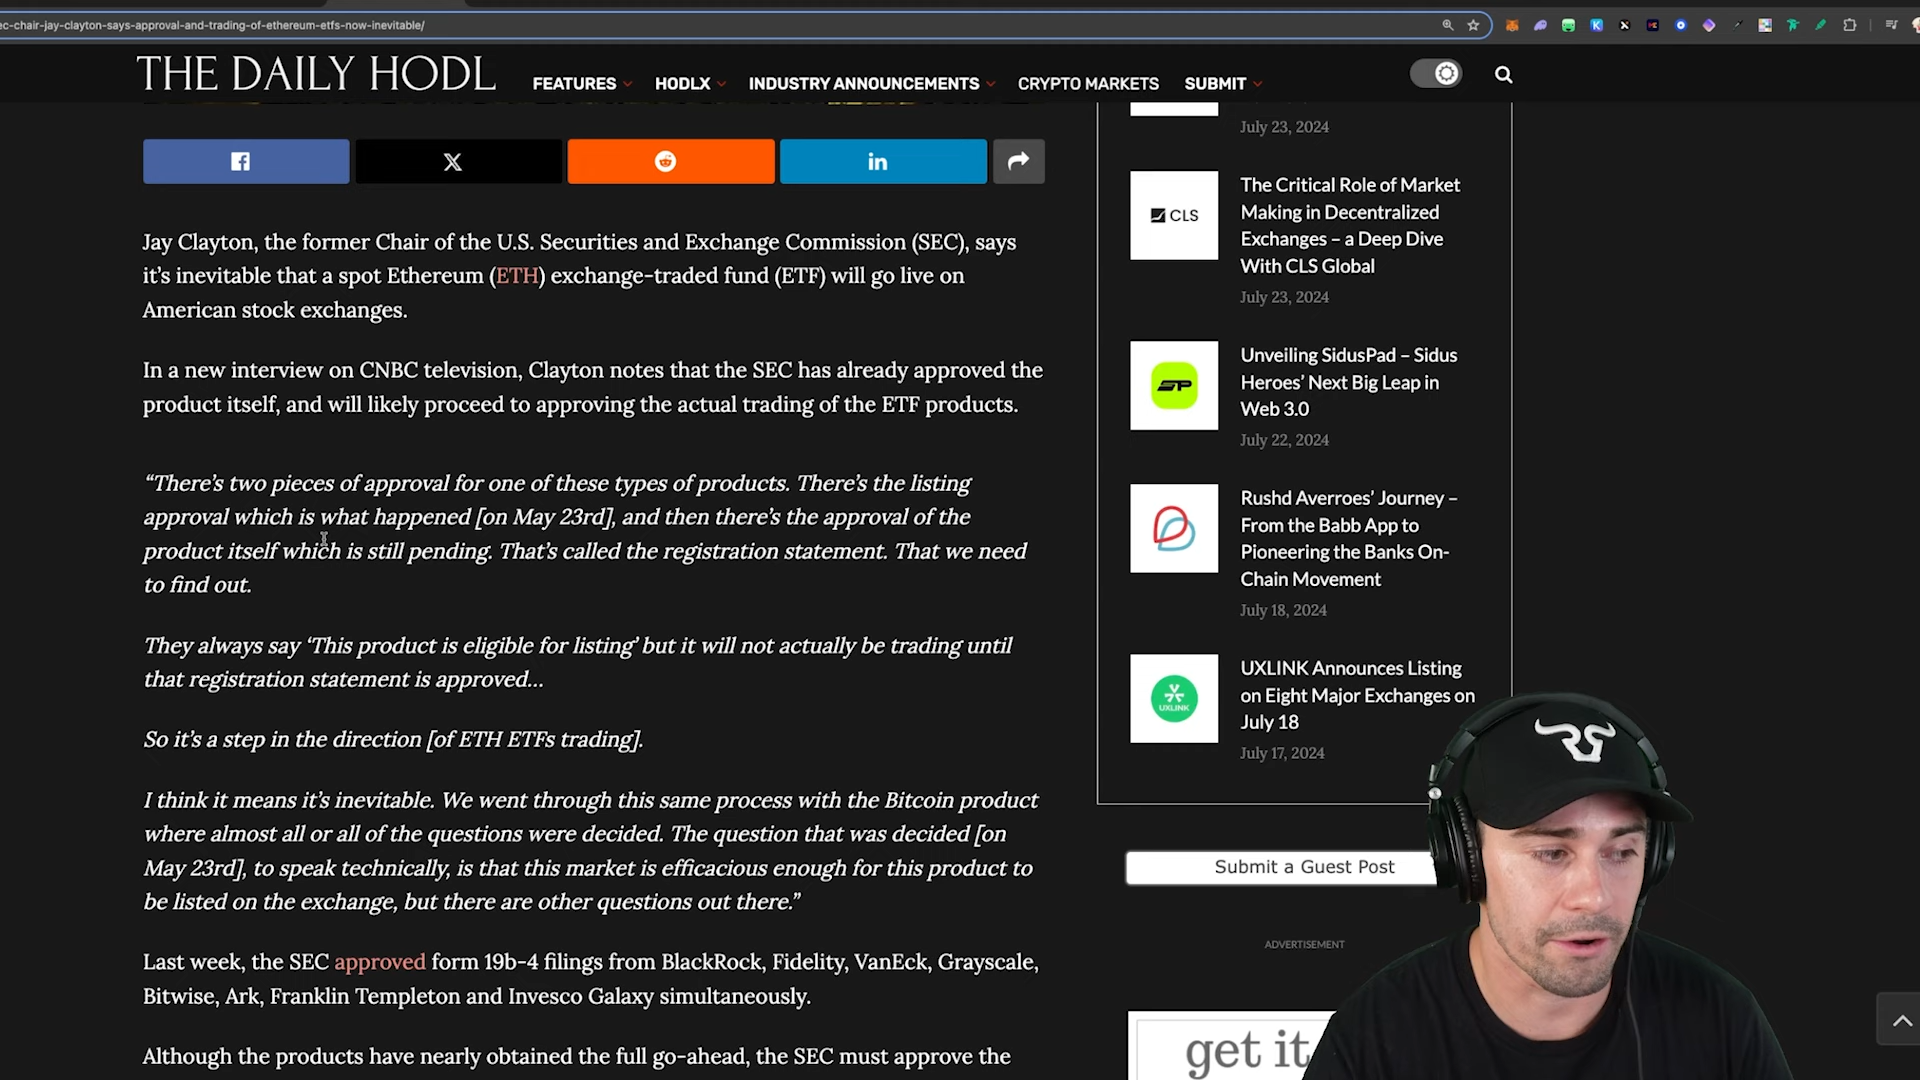 ec-chair-jay-clayton-says-approval-and-trading-of-ethereum-etfs-now-inevitable/
THE DAILY HODL
FEATURES
HODLX
INDUSTRY ANNOUNCEMENTS
CRYPTO MARKETS
SUBMIT
Jay Clayton, the former Chair of the U.S. Securities and Exchange Commission (SEC), says
it’s inevitable that a spot Ethereum (ETH) exchange-traded fund (ETF) will go live on
American stock exchanges.
In a new interview on CNBC television, Clayton notes that the SEC has already approved the
product itself, and will likely proceed to approving the actual trading of the ETF products.
“There’s two pieces of approval for one of these types of products. There’s the listing
approval which is what happened [on May 23rd], and then there’s the approval of the
product itself which is still pending. That’s called the registration statement. That we need
to find out.
They always say ‘This product is eligible for listing’ but it will not actually be trading until
that registration statement is approved…
So it’s a step in the direction [of ETH ETFs trading].
I think it means it’s inevitable. We went through this same process with the Bitcoin product
where almost all or all of the questions were decided. The question that was decided [on
May 23rd], to speak technically, is that this market is efficacious enough for this product to
be listed on the exchange, but there are other questions out there.”
Last week, the SEC approved form 19b-4 filings from BlackRock, Fidelity, VanEck, Grayscale,
Bitwise, Ark, Franklin Templeton and Invesco Galaxy simultaneously.
Although the products have nearly obtained the full go-ahead, the SEC must approve the
July 23, 2024
CLS
The Critical Role of Market
Making in Decentralized
Exchanges – a Deep Dive
With CLS Global
July 23, 2024
SP
Unveiling SidusPad – Sidus
Heroes’ Next Big Leap in
Web 3.0
July 22, 2024
Rushd Averroes’ Journey –
From the Babb App to
Pioneering the Banks On-
Chain Movement
July 18, 2024
UXLINK
UXLINK Announces Listing
on Eight Major Exchanges on
July 18
July 17, 2024
Submit a Guest Post
ADVERTISEMENT
get it